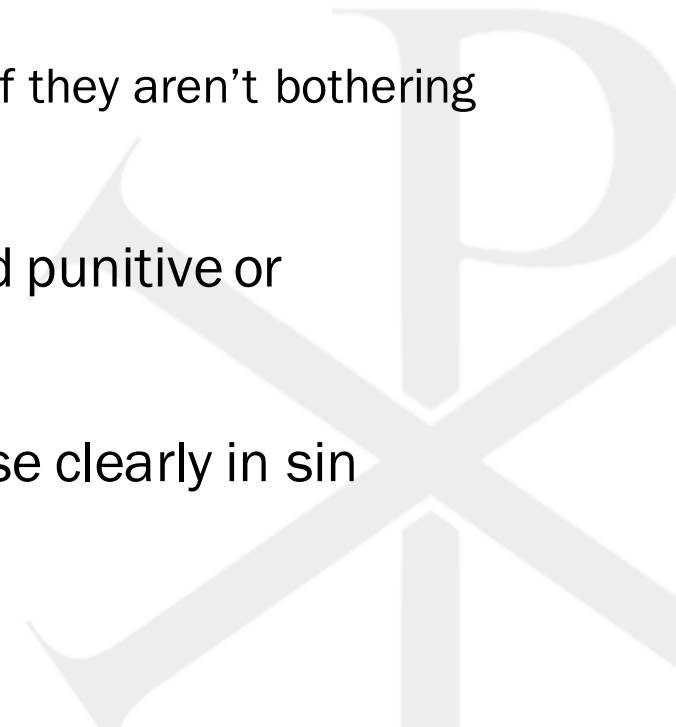 f they aren't bothering
d punitive or
se clearly in sin